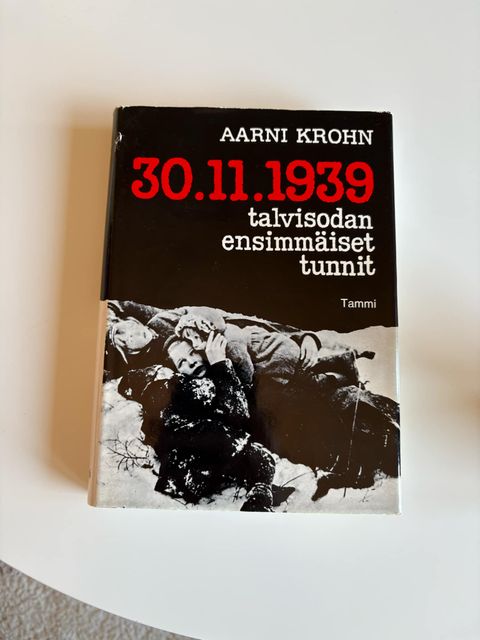 AARNI KROHN
30.11.1939
talvisodan
ensimmäiset
tunnit
Tammi